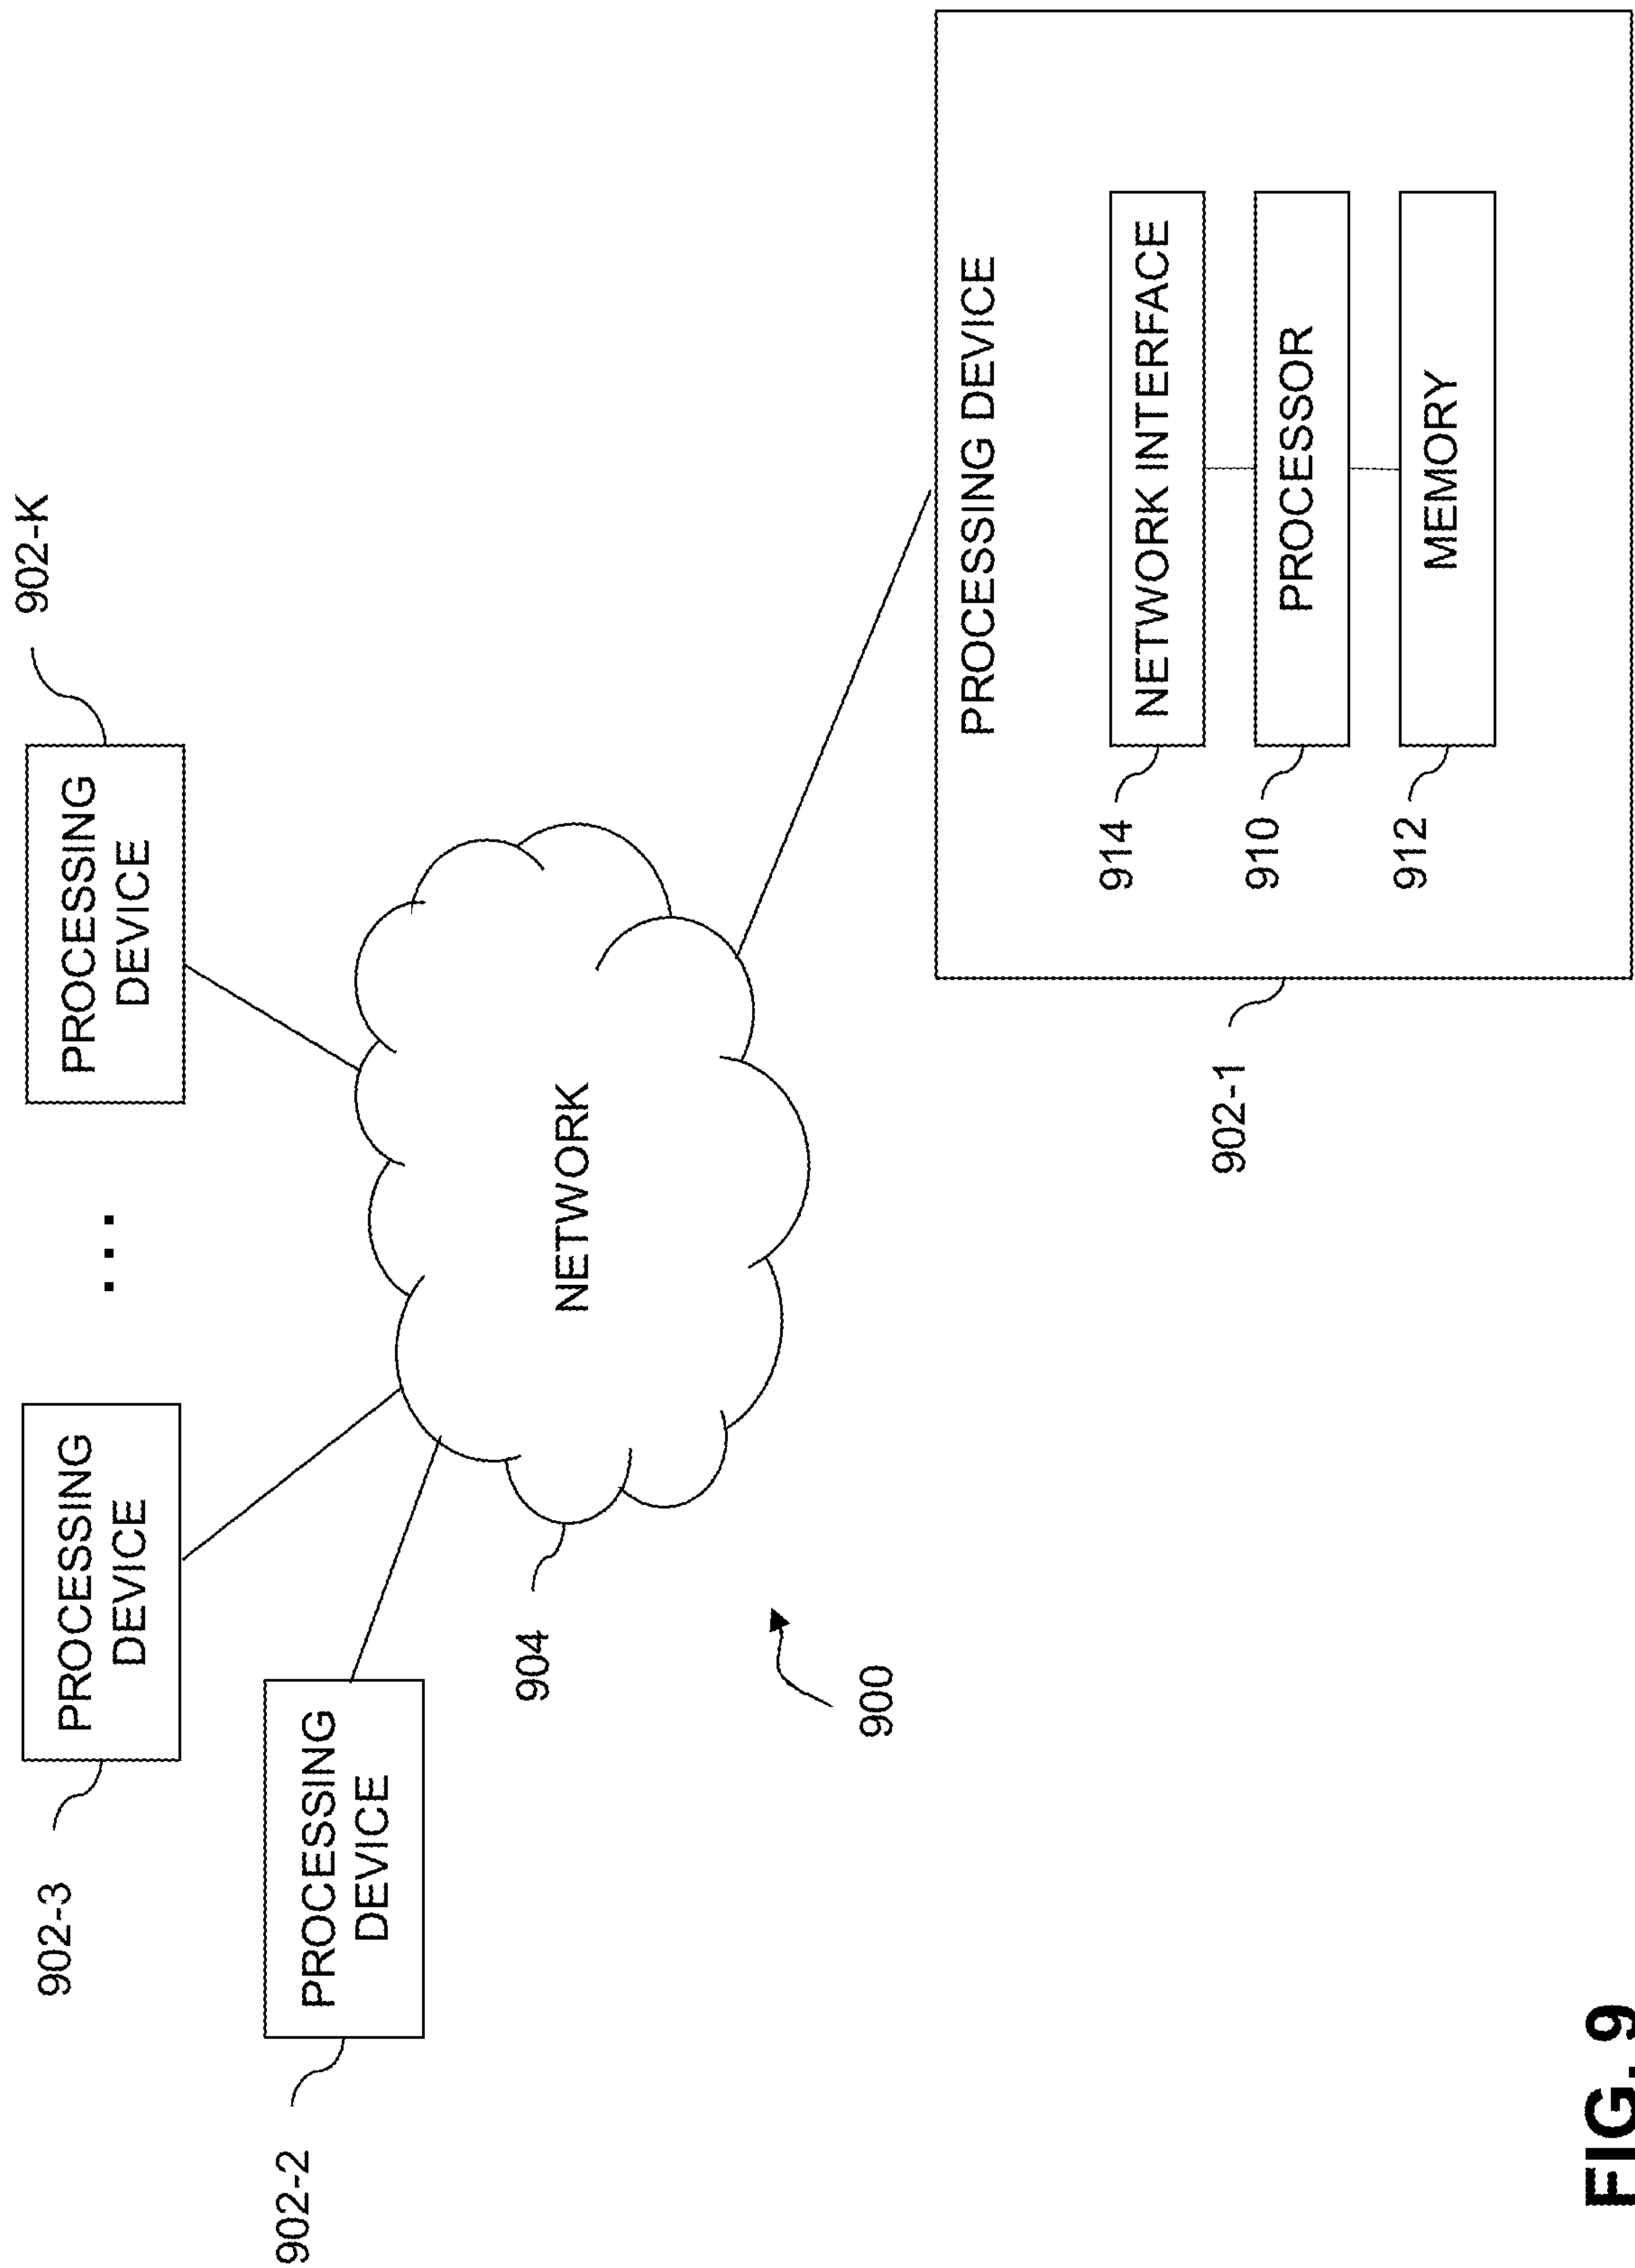 902-2
PROCESSING
DEVICE
902-3
PROCESSING
DEVICE
...
PROCESSING
DEVICE
902-K
904
NETWORK
900
902-1
PROCESSING DEVICE
914
NETWORK INTERFACE
910
PROCESSOR
912
MEMORY
FIG. 9